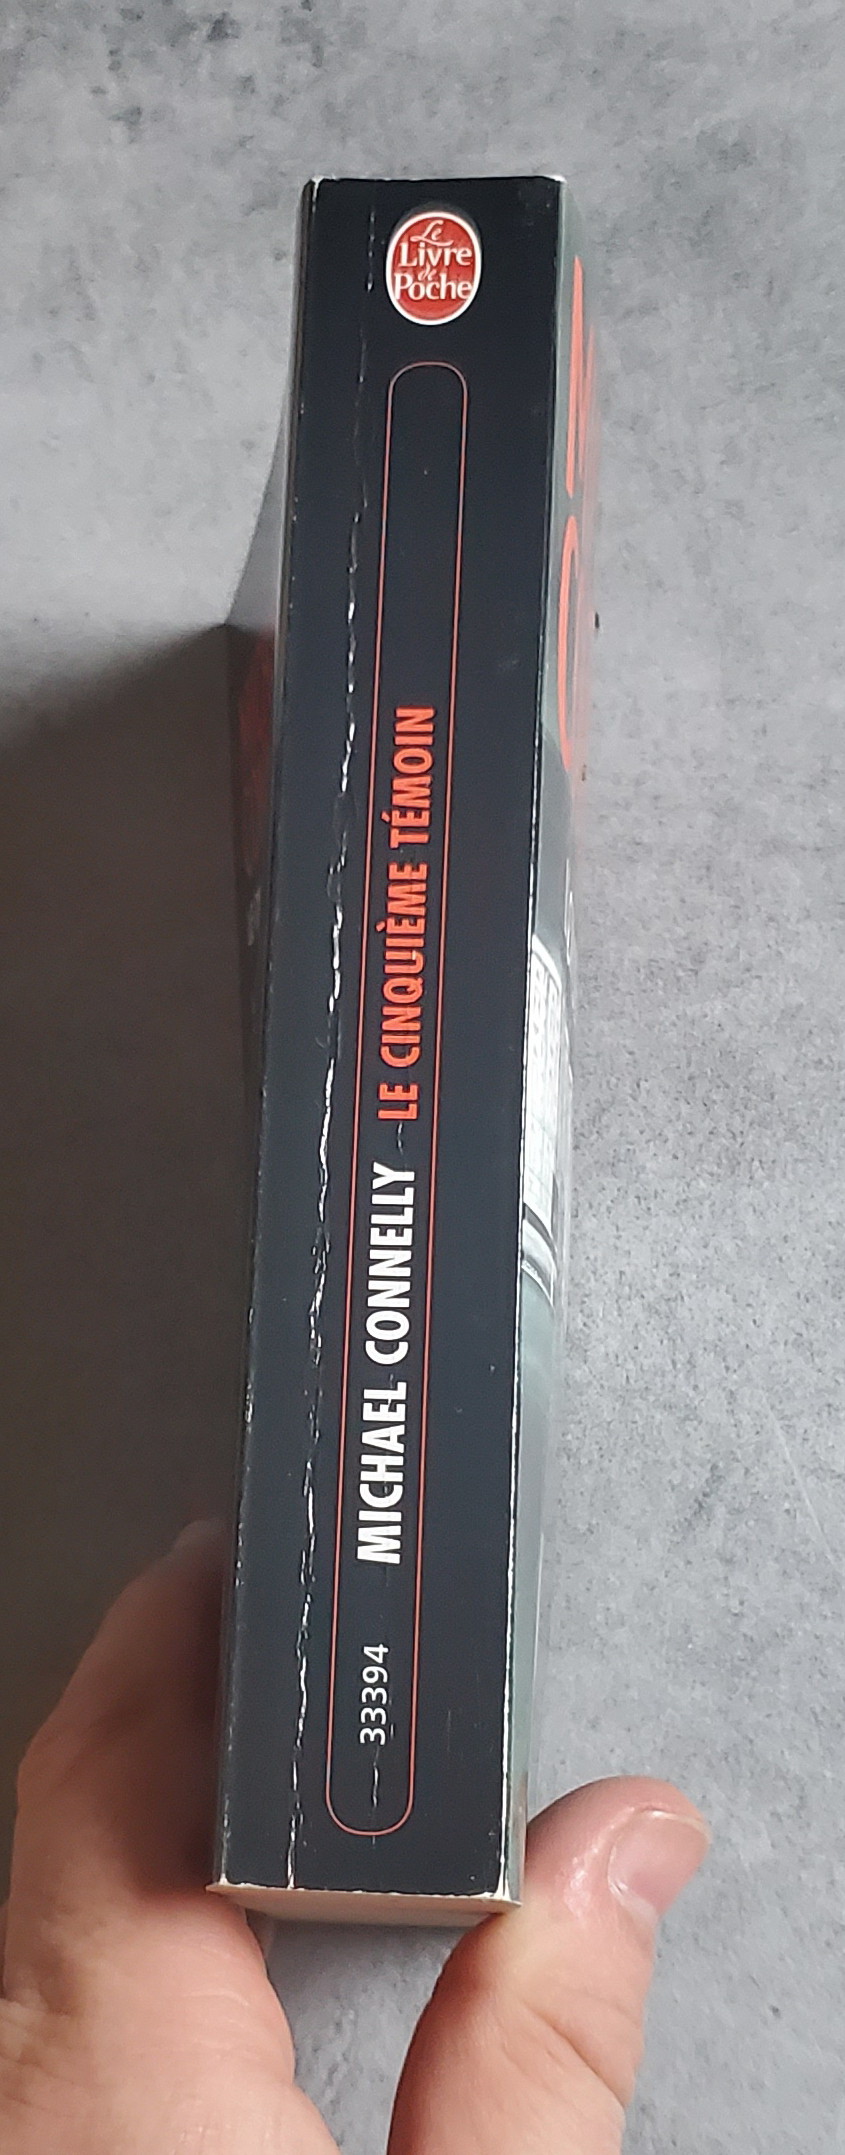 Le
Livre
de
Poche
33394 MICHAEL CONNELLY LE CINQUIÈME TÉMOIN